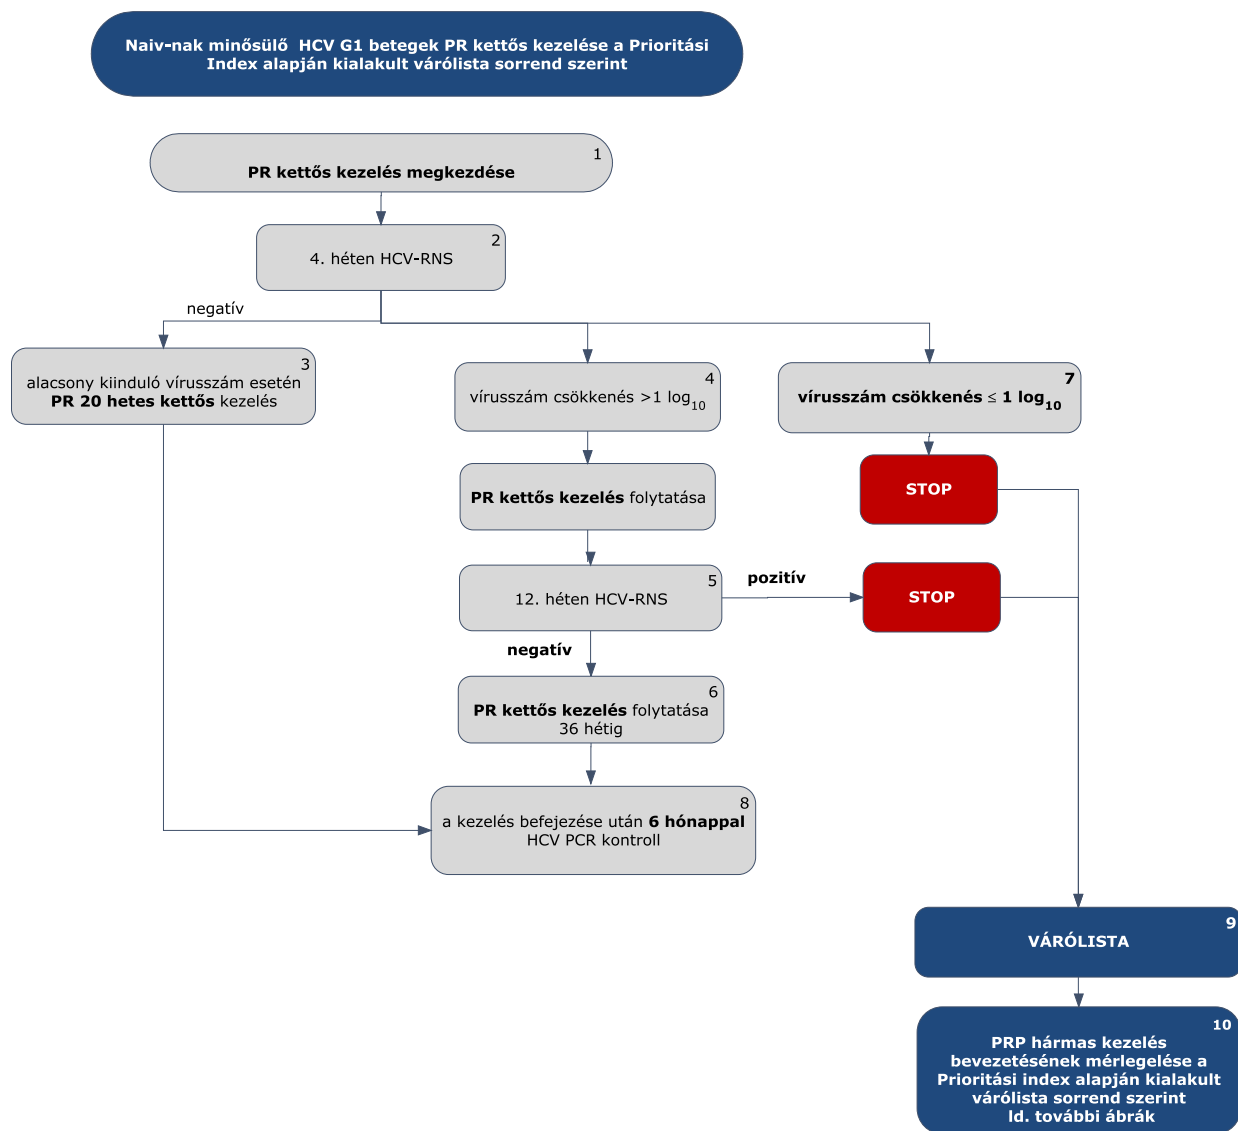 Naiv-nak minősülő  HCV G1 betegek PR kettős kezelése a Prioritási
Index alapján kialakult várólista sorrend szerint
1
PR kettős kezelés megkezdése
2
4. héten HCV-RNS
negatív
3
alacsony kiinduló vírusszám esetén
PR 20 hetes kettős kezelés
4
vírusszám csökkenés >1 log10
7
vírusszám csökkenés ≤ 1 log10
PR kettős kezelés folytatása
STOP
5
12. héten HCV-RNS
pozitív
STOP
negatív
6
PR kettős kezelés folytatása
36 hétig
8
a kezelés befejezése után 6 hónappal
HCV PCR kontroll
9
VÁRÓLISTA
10
PRP hármas kezelés
bevezetésének mérlegelése a
Prioritási index alapján kialakult
várólista sorrend szerint
ld. további ábrák